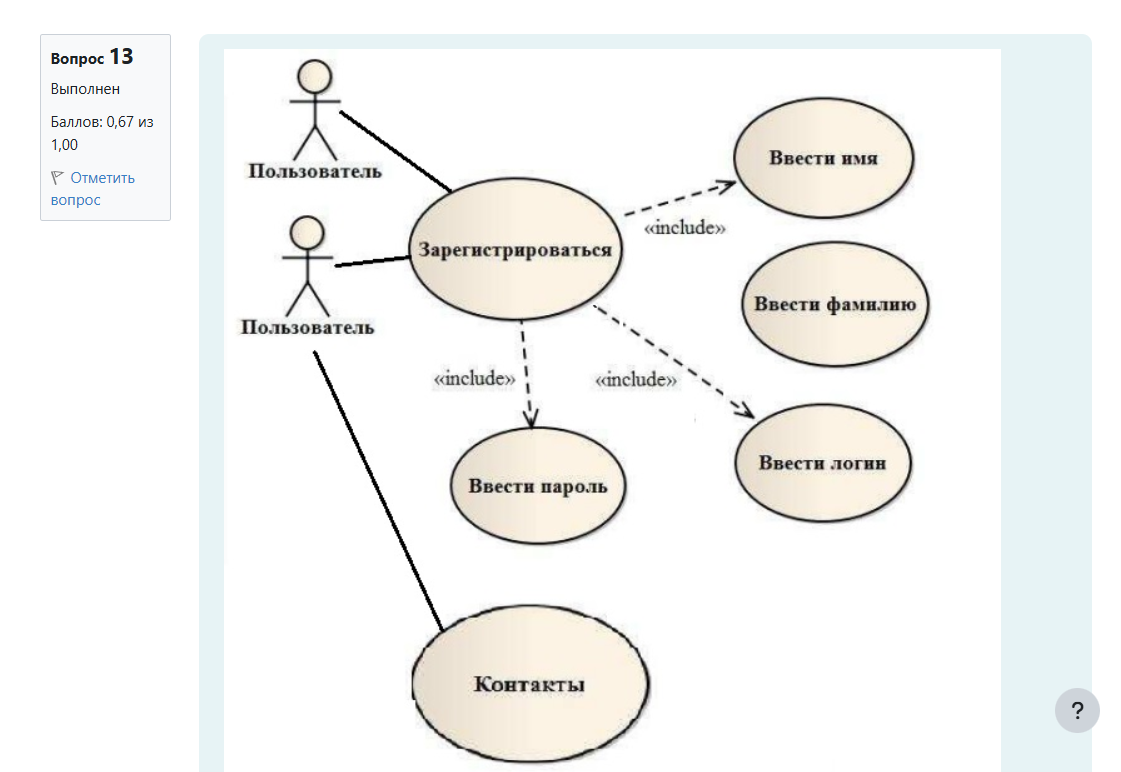 Вопрос 13
Выполнен
Баллов: 0,67 из
1,00
Отметить
вопрос
Пользователь
Ввести имя
«include»
Зарегистрироваться
Ввести фамилию
Пользователь
«include»
«include»
Ввести логин
Ввести пароль
Контакты
?